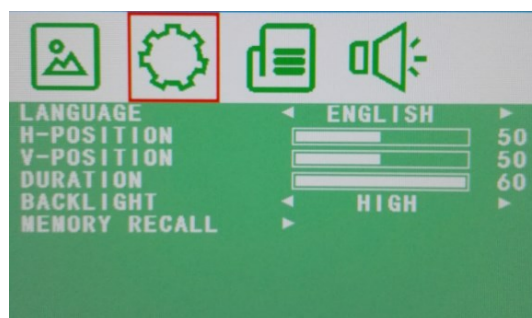 LANGUAGE ENGLISH
H-POSITION 50
V-POSITION 50
DURATION 60
BACKLIGHT HIGH
MEMORY RECALL